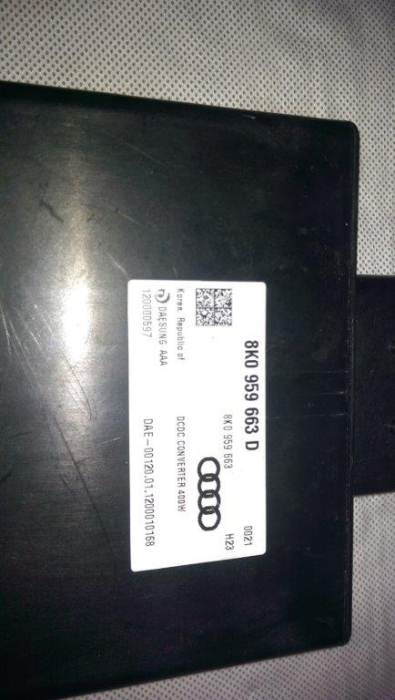 8K0 959 663 D 0021
8K0 959 663 H23
DCDC CONVERTER 400W
Korea, Republic of
DAESUNG AAA
120000597
DAE-00120.01.1200010168